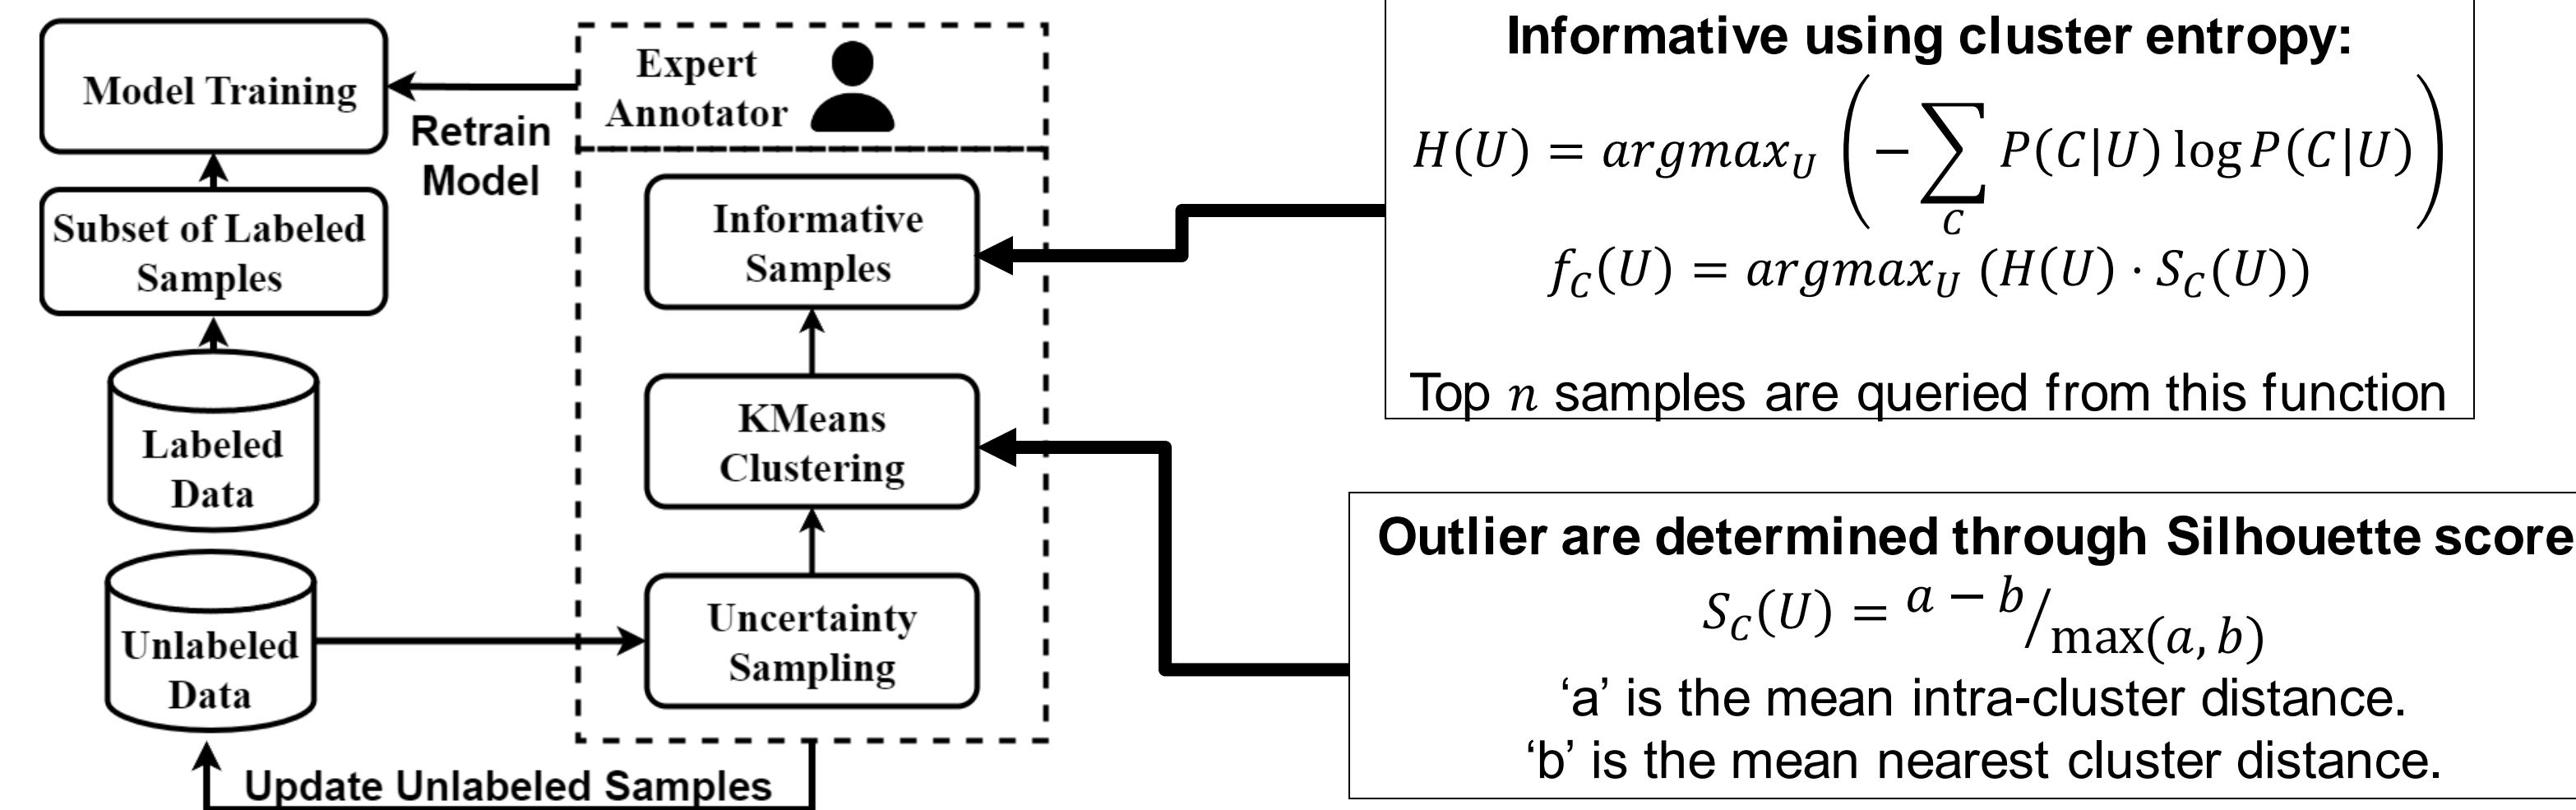 Model Training
Retrain
Model
Subset of Labeled
Samples
Labeled
Data
Unlabeled
Data
Update Unlabeled Samples
Expert
Annotator
Informative
Samples
KMeans
Clustering
Uncertainty
Sampling
Informative using cluster entropy:
H(U) = argmax_U (− ∑_C P(C|U) log P(C|U))
f_C(U) = argmax_U (H(U) · S_C(U))
Top n samples are queried from this function
Outlier are determined through Silhouette score
S_C(U) = a − b/max(a, b)
‘a’ is the mean intra-cluster distance.
‘b’ is the mean nearest cluster distance.